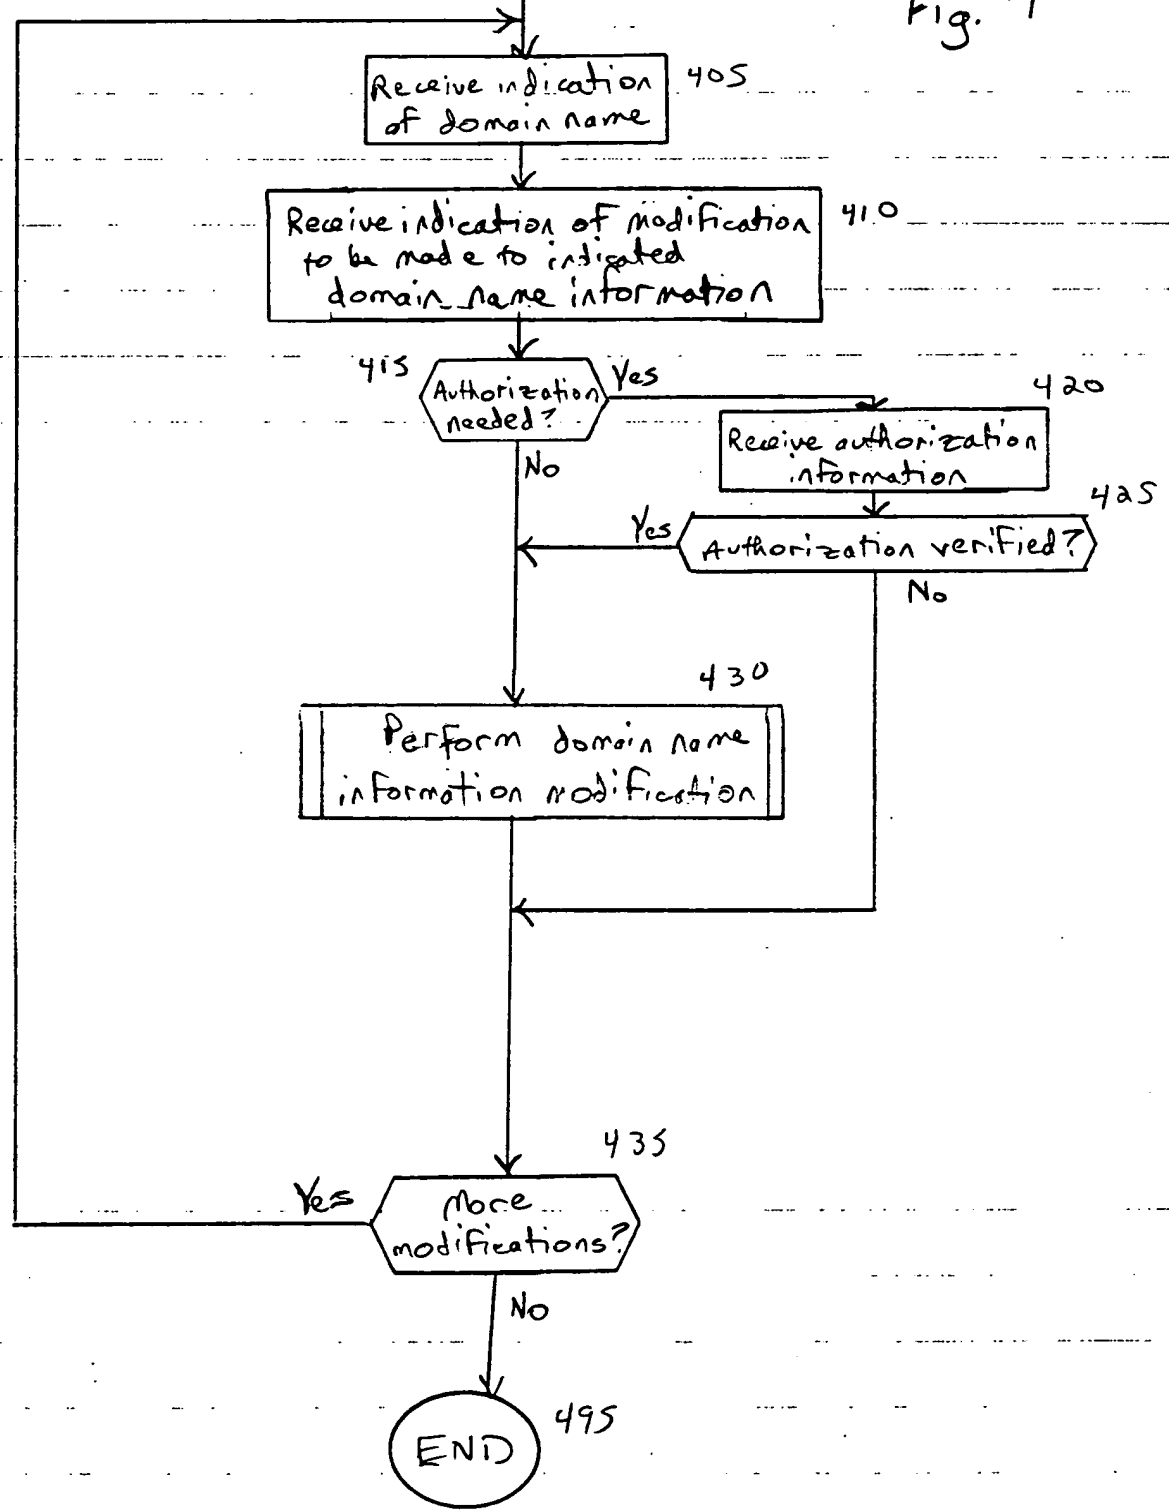 Fig.
Receive indication
of domain name
405
Receive indication of modification
to be made to indicated
domain name information
410
415
Authorization
needed?
Yes
No
420
Receive authorization
information
425
Yes
Authorization verified?
No
430
Perform domain name
information modification
435
Yes
More
modifications?
No
END
495